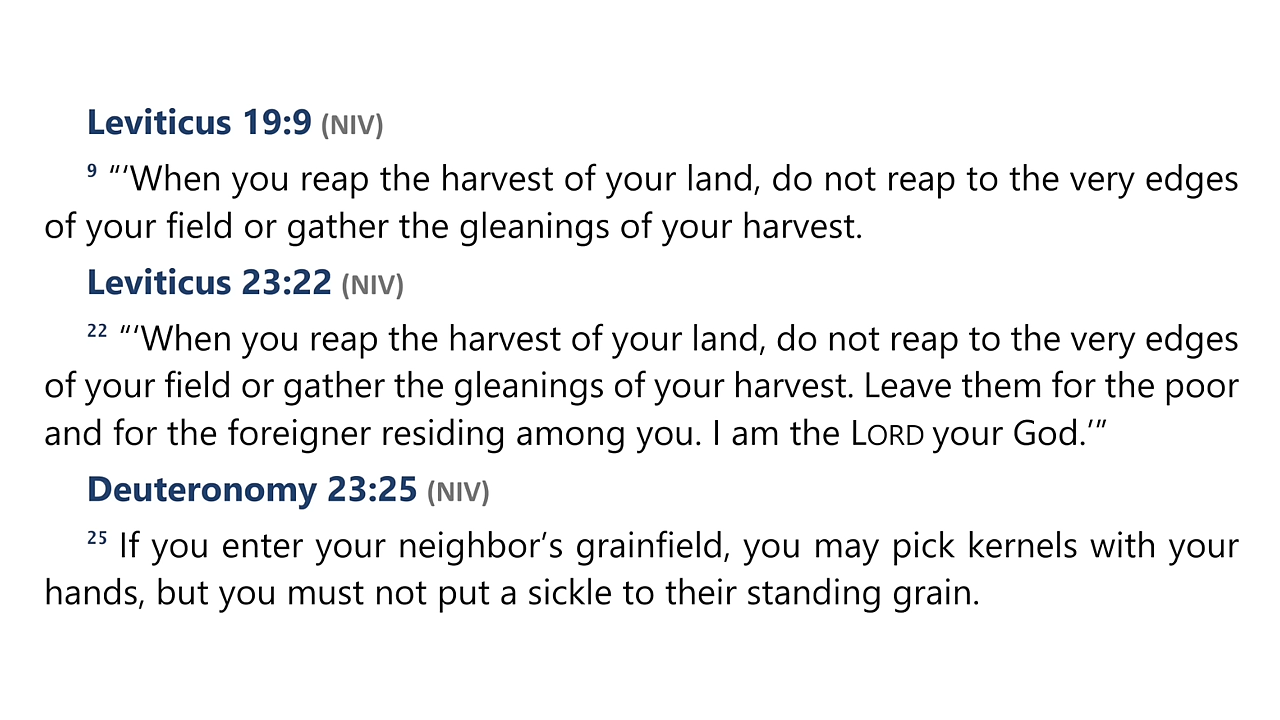 Leviticus 19:9 (NIV)
9 “‘When you reap the harvest of your land, do not reap to the very edges
of your field or gather the gleanings of your harvest.
Leviticus 23:22 (NIV)
22 “‘When you reap the harvest of your land, do not reap to the very edges
of your field or gather the gleanings of your harvest. Leave them for the poor
and for the foreigner residing among you. I am the LORD your God.’”
Deuteronomy 23:25 (NIV)
25 If you enter your neighbor’s grainfield, you may pick kernels with your
hands, but you must not put a sickle to their standing grain.